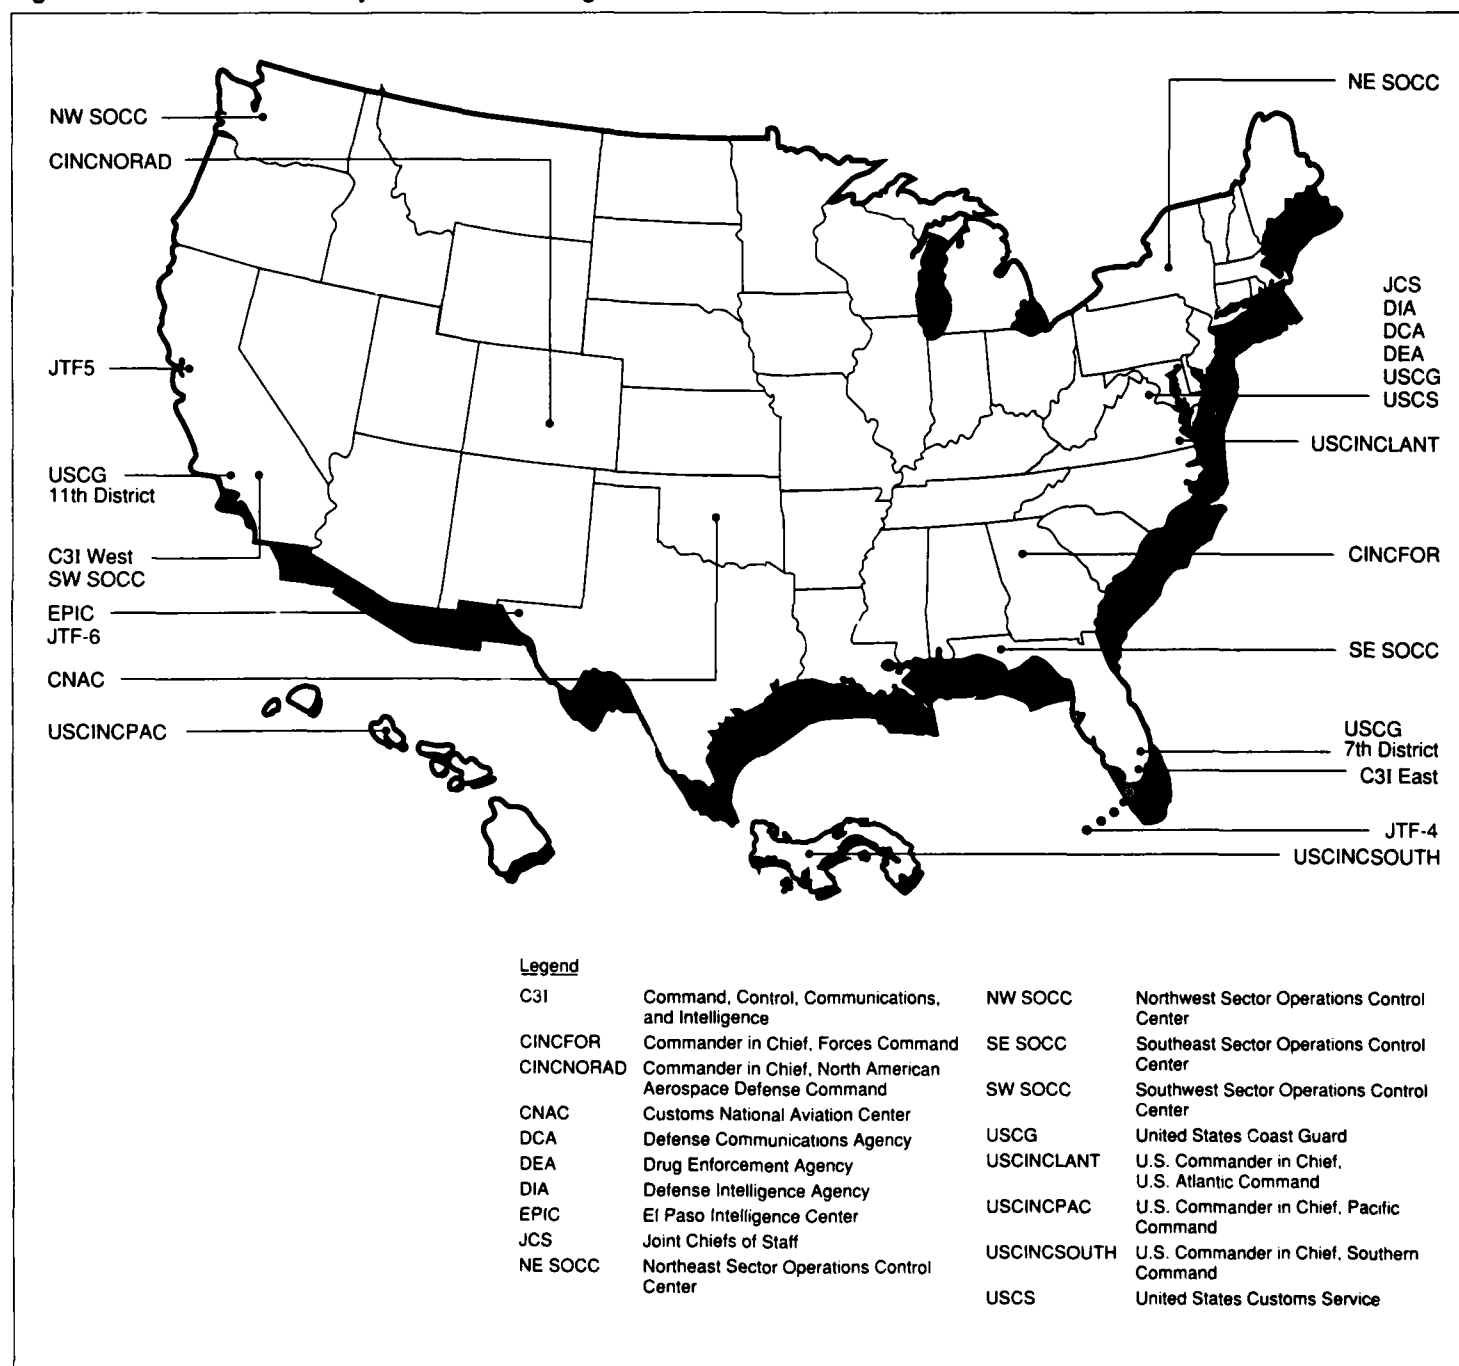 NW SOCC
CINCNORAD
JTF5
USCG
11th District
C3I West
SW SOCC
EPIC
JTF-6
CNAC
USCINCPAC
NE SOCC
JCS
DIA
DCA
DEA
USCG
USCS
USCINCLANT
CINCFOR
SE SOCC
USCG
7th District
C3I East
JTF-4
USCINCSOUTH
Legend
C3I Command, Control, Communications,
and Intelligence
CINCFOR Commander in Chief, Forces Command
CINCNORAD Commander in Chief, North American
Aerospace Defense Command
CNAC Customs National Aviation Center
DCA Defense Communications Agency
DEA Drug Enforcement Agency
DIA Defense Intelligence Agency
EPIC El Paso Intelligence Center
JCS Joint Chiefs of Staff
NE SOCC Northeast Sector Operations Control
Center
NW SOCC Northwest Sector Operations Control
Center
SE SOCC Southeast Sector Operations Control
Center
SW SOCC Southwest Sector Operations Control
Center
USCG United States Coast Guard
USCINCLANT U.S. Commander in Chief,
U.S. Atlantic Command
USCINCPAC U.S. Commander in Chief, Pacific
Command
USCINCSOUTH U.S. Commander in Chief, Southern
Command
USCS United States Customs Service